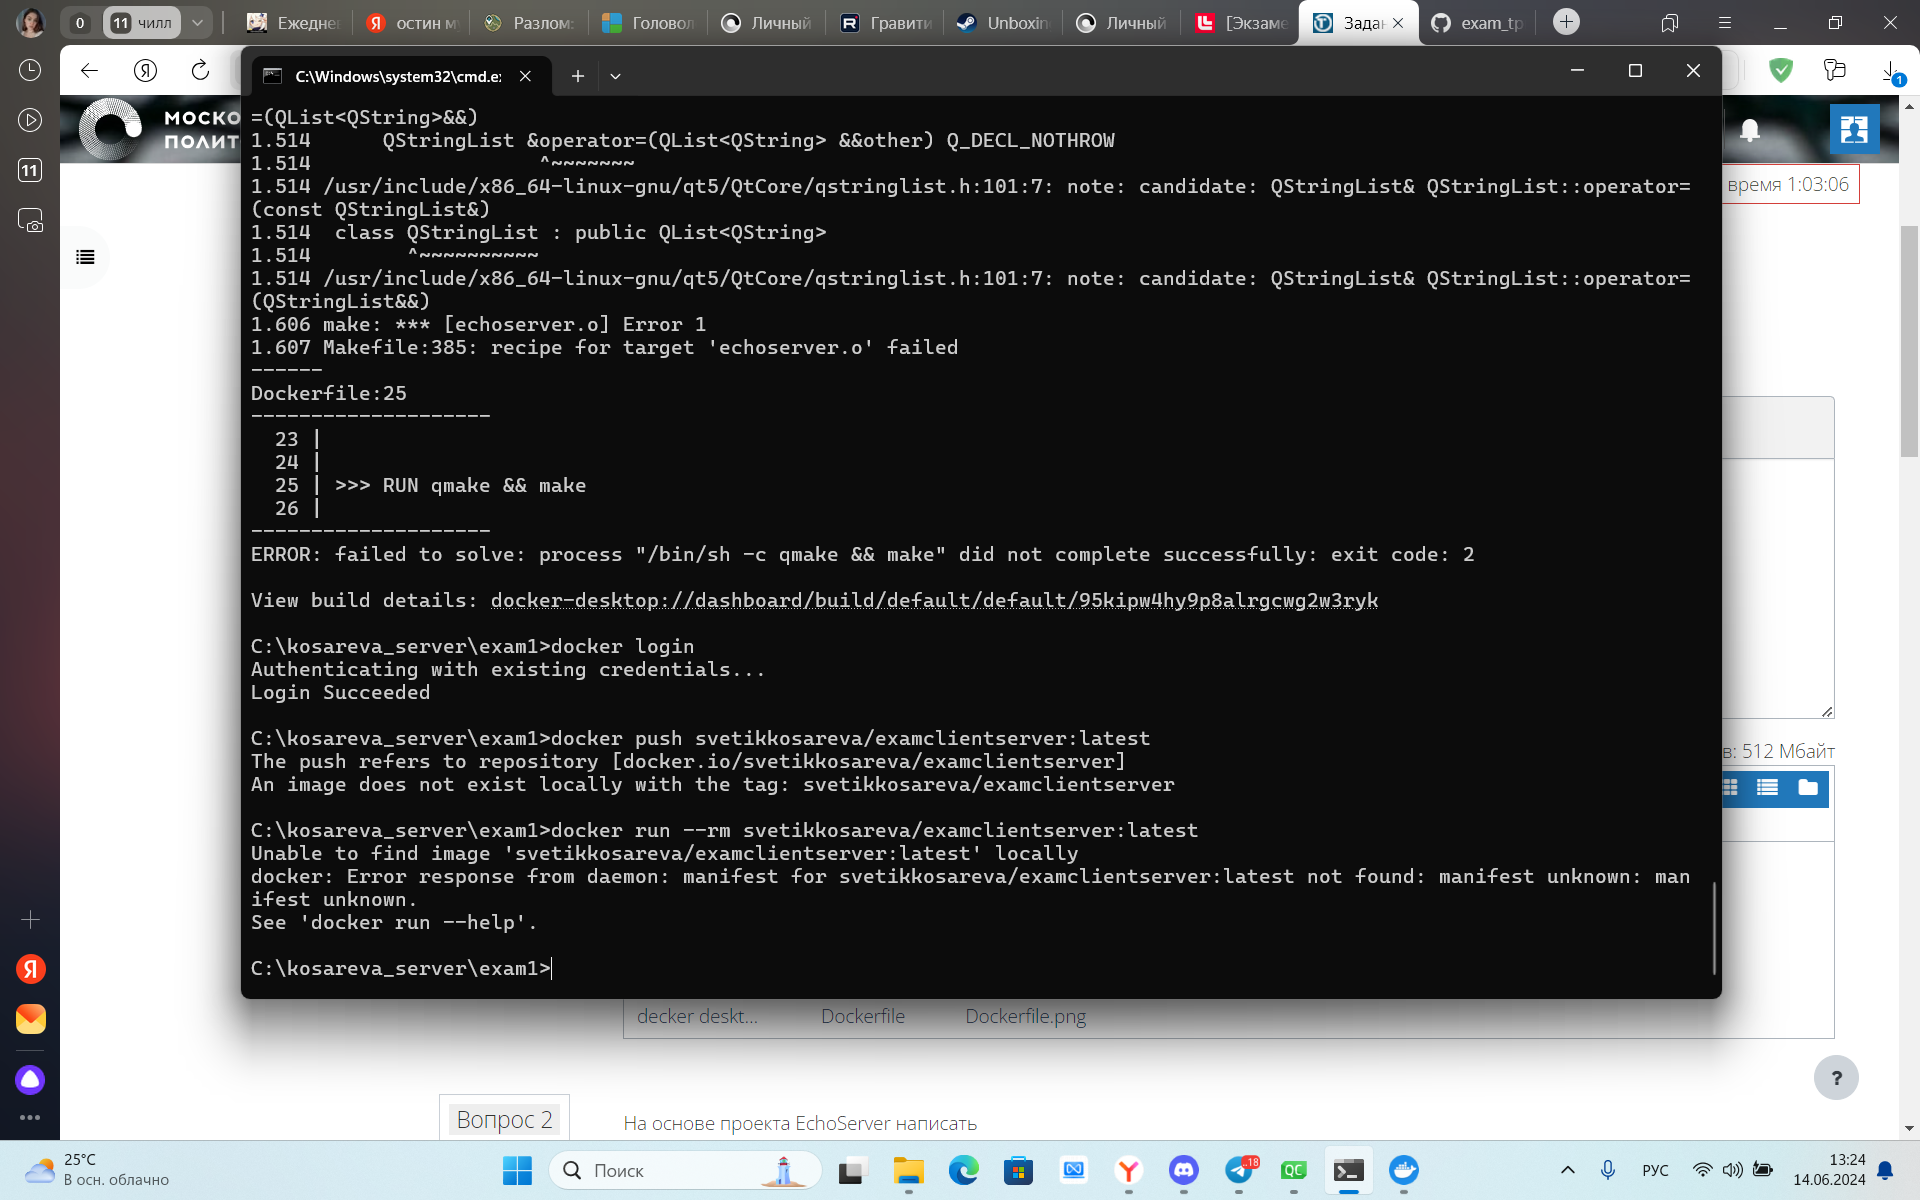 0
11 чилл
Ежедне
остин м
Разлом:
Головол
Личный
Гравити
Unboxin
Личный
[Экзаме
Задан
exam_tp
C:\Windows\system32\cmd.e:
1
11
МОСКО
ПОЛИТ
время 1:03:06
=(QList<QString>&&)
1.514      QStringList &operator=(QList<QString> &&other) Q_DECL_NOTHROW
1.514                   ^~~~~~~~
1.514 /usr/include/x86_64-linux-gnu/qt5/QtCore/qstringlist.h:101:7: note: candidate: QStringList& QStringList::operator=
(const QStringList&)
1.514  class QStringList : public QList<QString>
1.514        ^~~~~~~~~~~
1.514 /usr/include/x86_64-linux-gnu/qt5/QtCore/qstringlist.h:101:7: note: candidate: QStringList& QStringList::operator=
(QStringList&&)
1.606 make: *** [echoserver.o] Error 1
1.607 Makefile:385: recipe for target 'echoserver.o' failed
------
Dockerfile:25
--------------------
  23 |
  24 |
  25 | >>> RUN qmake && make
  26 |
--------------------
ERROR: failed to solve: process "/bin/sh -c qmake && make" did not complete successfully: exit code: 2
View build details: docker-desktop://dashboard/build/default/default/95kipw4hy9p8alrgcwg2w3ryk
C:\kosareva_server\exam1>docker login
Authenticating with existing credentials...
Login Succeeded
C:\kosareva_server\exam1>docker push svetikkosareva/examclientserver:latest
The push refers to repository [docker.io/svetikkosareva/examclientserver]
An image does not exist locally with the tag: svetikkosareva/examclientserver
C:\kosareva_server\exam1>docker run --rm svetikkosareva/examclientserver:latest
Unable to find image 'svetikkosareva/examclientserver:latest' locally
docker: Error response from daemon: manifest for svetikkosareva/examclientserver:latest not found: manifest unknown: man
ifest unknown.
See 'docker run --help'.
C:\kosareva_server\exam1>
в: 512 Мбайт
decker deskt...
Dockerfile
Dockerfile.png
?
Вопрос 2
На основе проекта EchoServer написать
25°C
В осн. облачно
Поиск
18
QC
РУС
13:24
14.06.2024